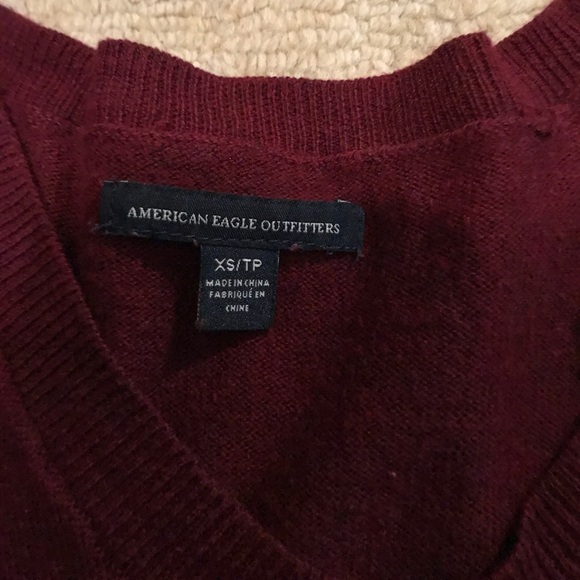 AMERICAN EAGLE OUTFITTERS
XS/TP
MADE IN CHINA
FABRIQUÉ EN
CHINE